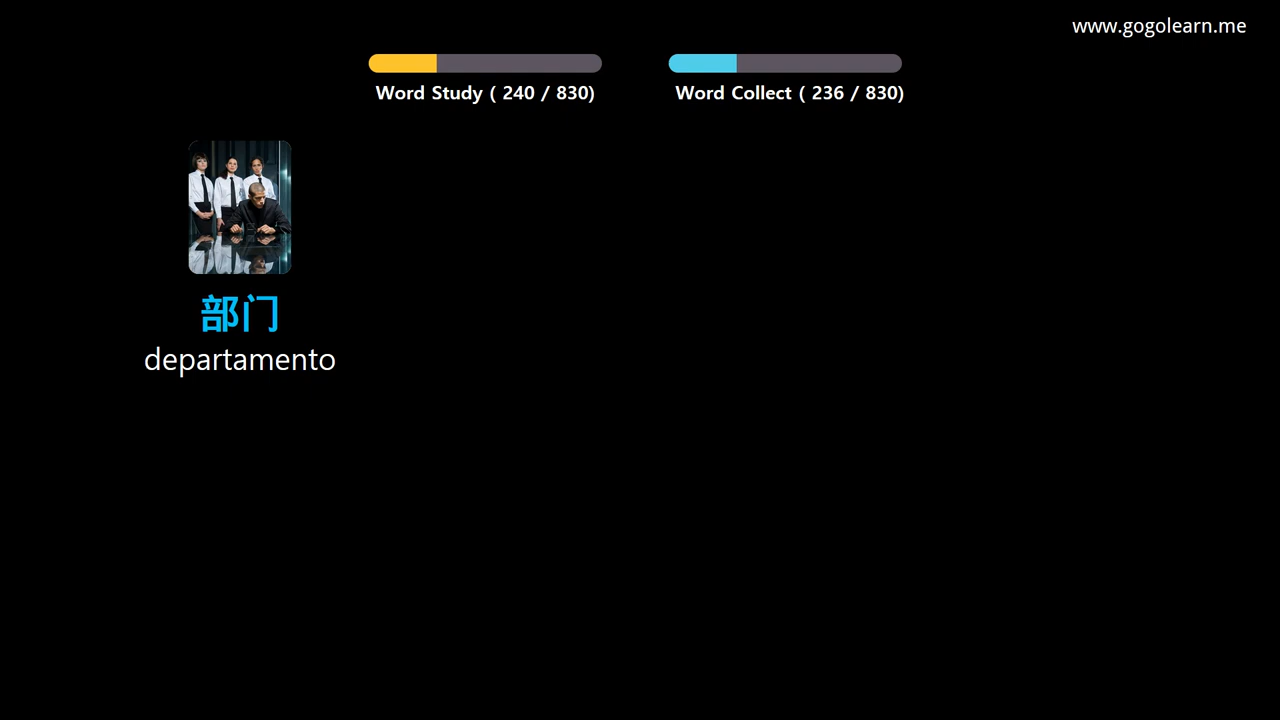 www.gogolearn.me
Word Study ( 240 / 830)
Word Collect ( 236 / 830)
部门
departamento